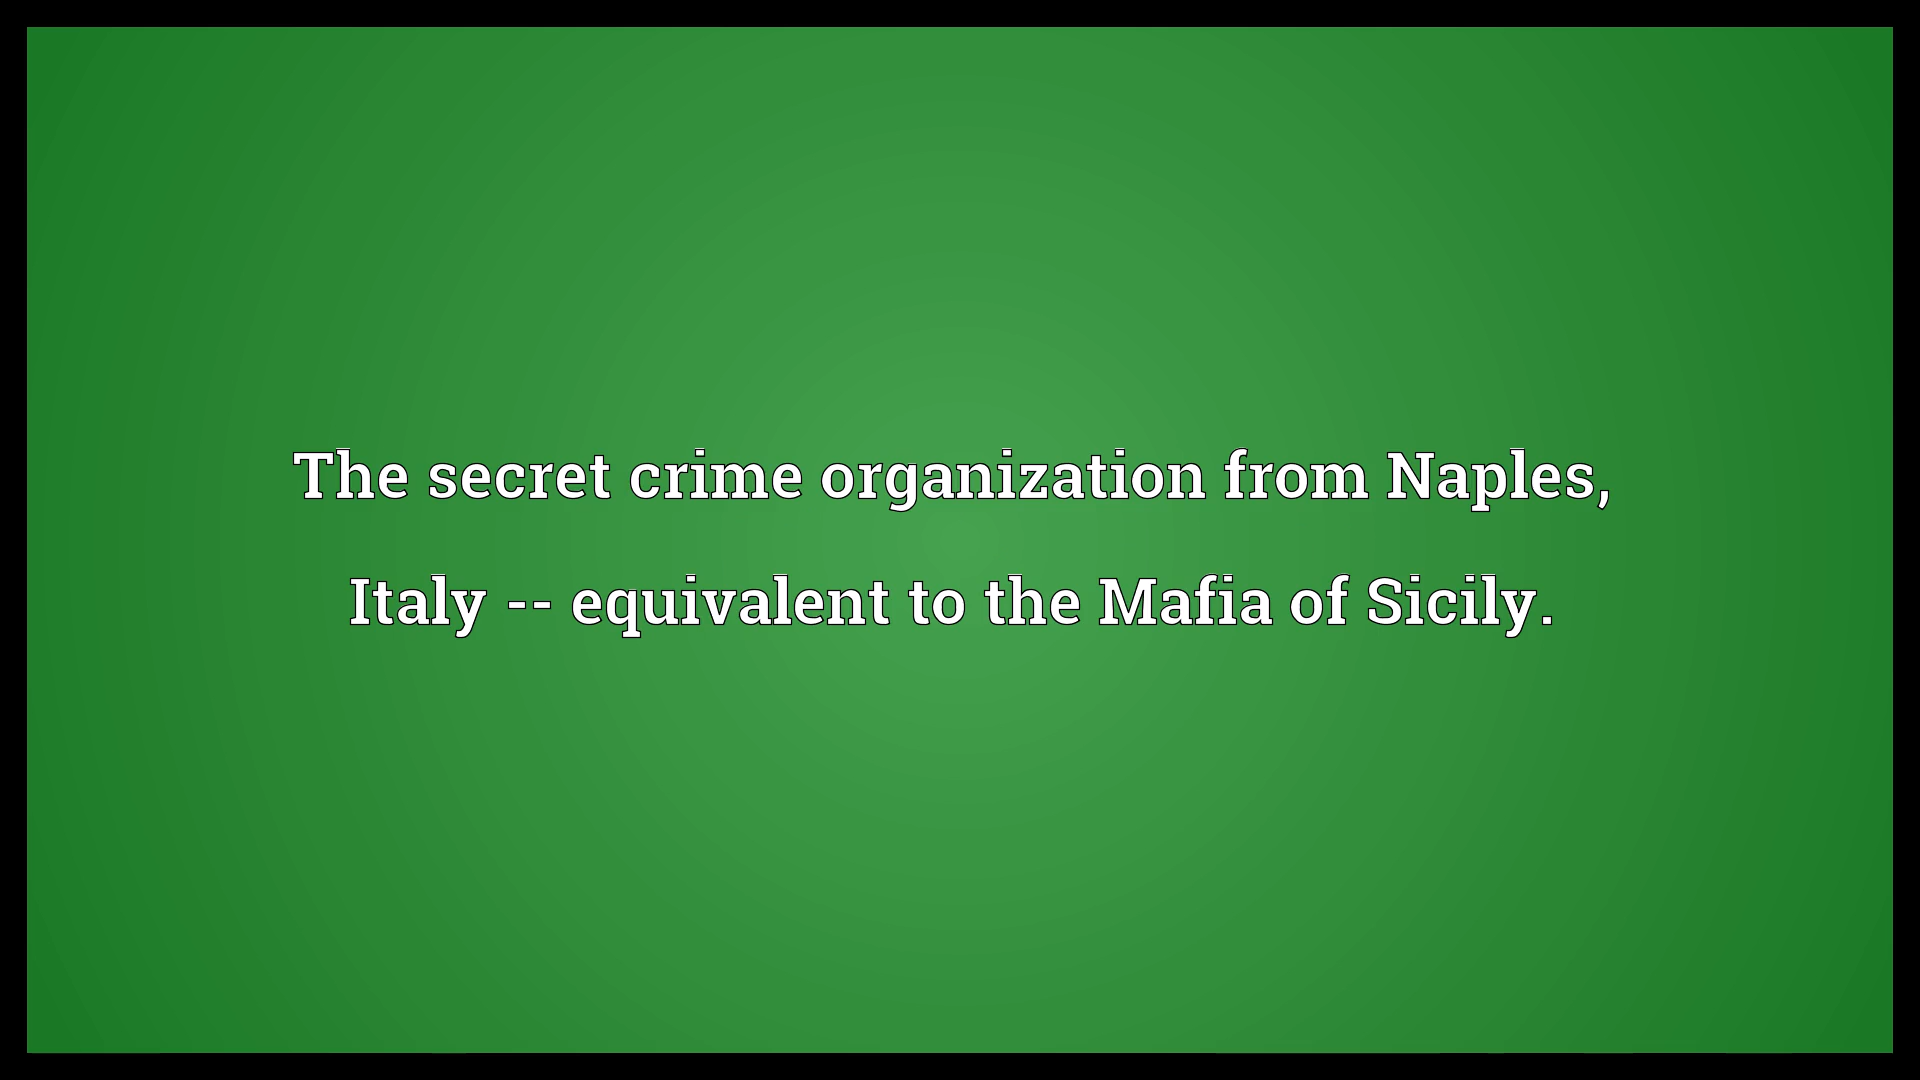 The secret crime organization from Naples,
Italy -- equivalent to the Mafia of Sicily.